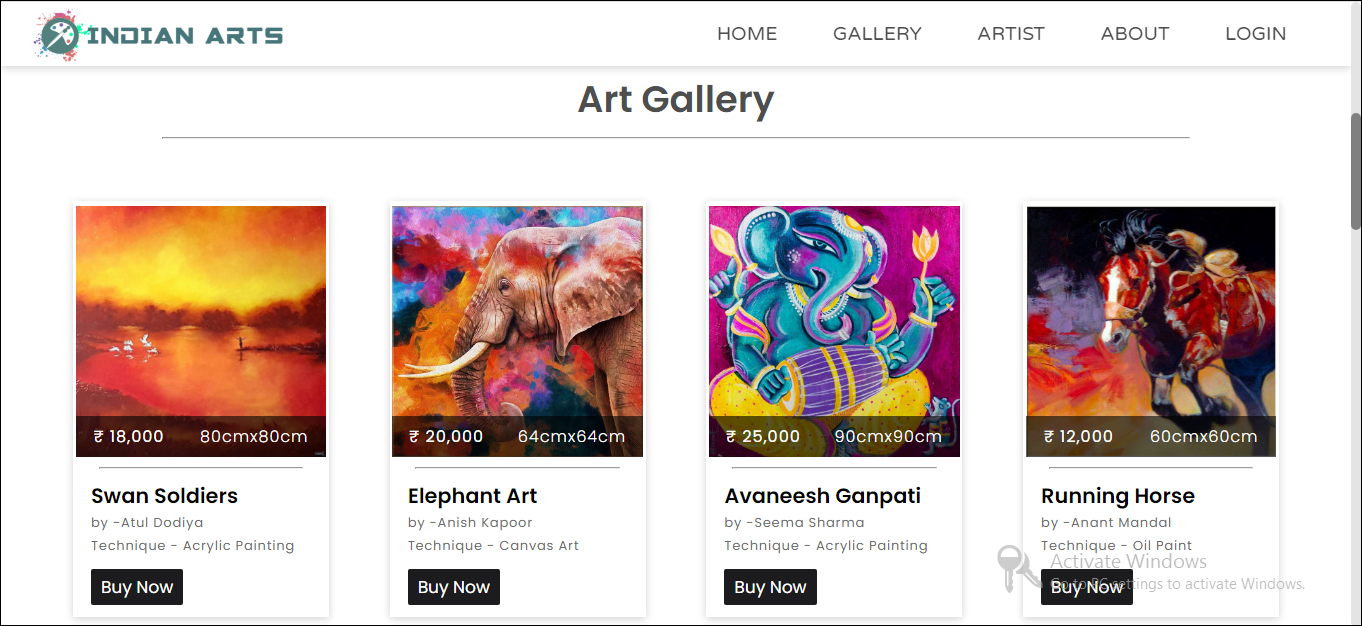 INDIAN ARTS HOME GALLERY ARTIST ABOUT LOGIN
Art Gallery
₹ 18,000 80cmx80cm
Swan Soldiers
by -Atul Dodiya
Technique - Acrylic Painting
Buy Now
₹ 20,000 64cmx64cm
Elephant Art
by -Anish Kapoor
Technique - Canvas Art
Buy Now
₹ 25,000 90cmx90cm
Avaneesh Ganpati
by -Seema Sharma
Technique - Acrylic Painting
Buy Now
₹ 12,000 60cmx60cm
Running Horse
by -Anant Mandal
Technique - Oil Paint
Buy Now
Activate Windows
Go to PC settings to activate Windows.